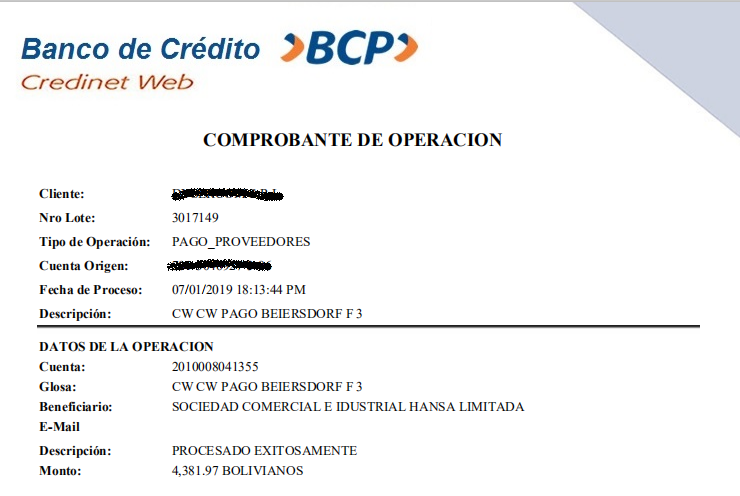 Banco de Crédito BCP
Credinet Web
COMPROBANTE DE OPERACION
Cliente:
Nro Lote: 3017149
Tipo de Operación: PAGO_PROVEEDORES
Cuenta Origen:
Fecha de Proceso: 07/01/2019 18:13:44 PM
Descripción: CW CW PAGO BEIERSDORF F 3
DATOS DE LA OPERACION
Cuenta: 2010008041355
Glosa: CW CW PAGO BEIERSDORF F 3
Beneficiario: SOCIEDAD COMERCIAL E IDUSTRIAL HANSA LIMITADA
E-Mail
Descripción: PROCESADO EXITOSAMENTE
Monto: 4,381.97 BOLIVIANOS